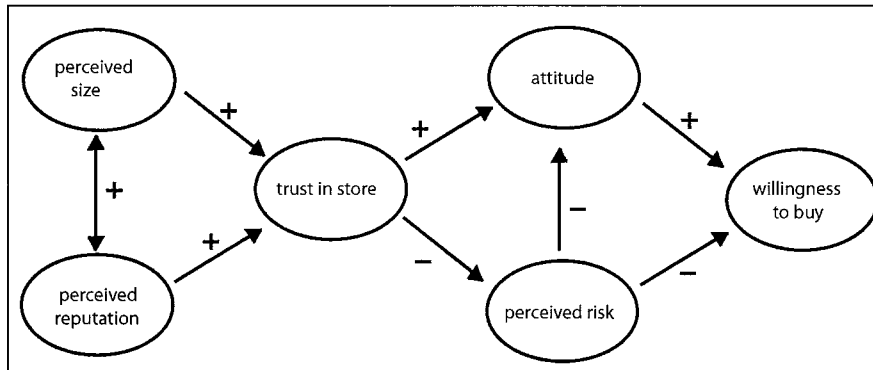 perceived
size
+
+
perceived
reputation
+
trust in store
+
−
attitude
−
perceived risk
+
−
willingness
to buy